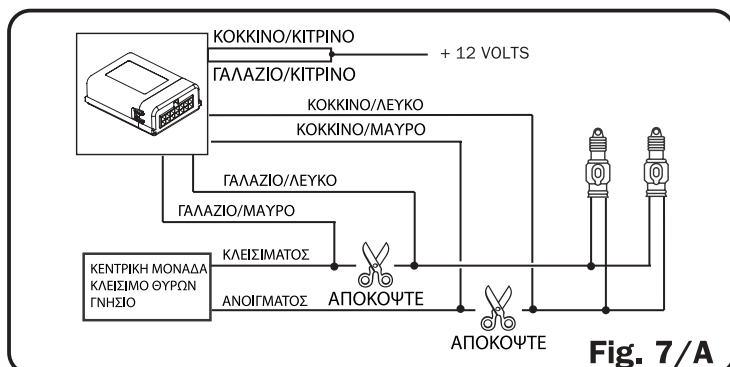 ΚΟΚΚΙΝΟ/ΚΙΤΡΙΝΟ
+ 12 VOLTS
ΓΑΛΑΖΙΟ/ΚΙΤΡΙΝΟ
ΚΟΚΚΙΝΟ/ΛΕΥΚΟ
ΚΟΚΚΙΝΟ/ΜΑΥΡΟ
ΓΑΛΑΖΙΟ/ΛΕΥΚΟ
ΓΑΛΑΖΙΟ/ΜΑΥΡΟ
ΚΛΕΙΣΙΜΑΤΟΣ
ΚΕΝΤΡΙΚΗ ΜΟΝΑΔΑ
ΚΛΕΙΣΙΜΟ ΘΥΡΩΝ
ΓΝΗΣΙΟ
ΑΝΟΙΓΜΑΤΟΣ
ΑΠΟΚΟΨΤΕ
ΑΠΟΚΟΨΤΕ
Fig. 7/A